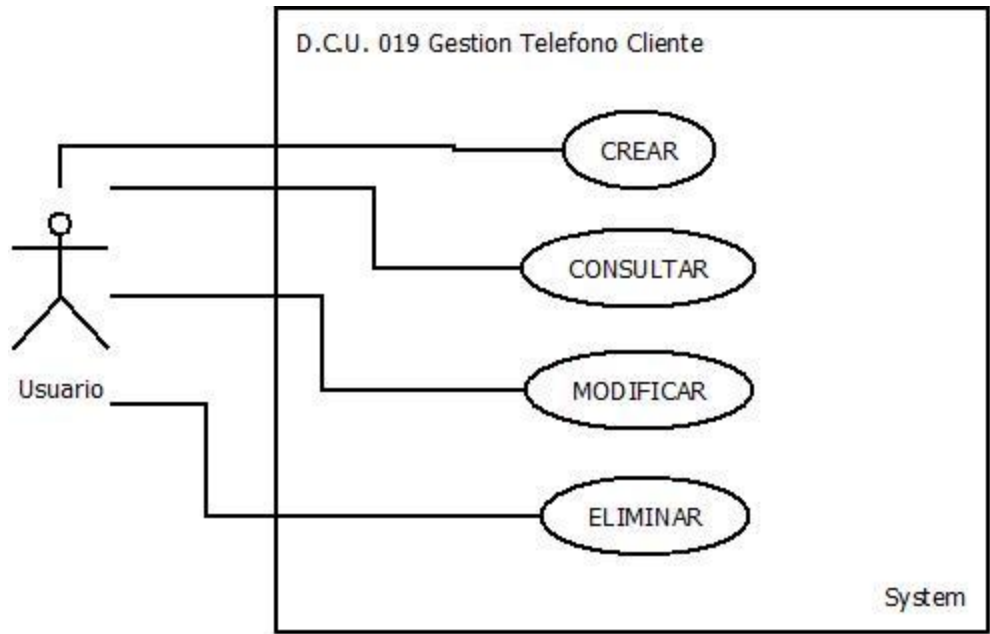 D.C.U. 019 Gestion Telefono Cliente
CREAR
CONSULTAR
MODIFICAR
Usuario
ELIMINAR
System